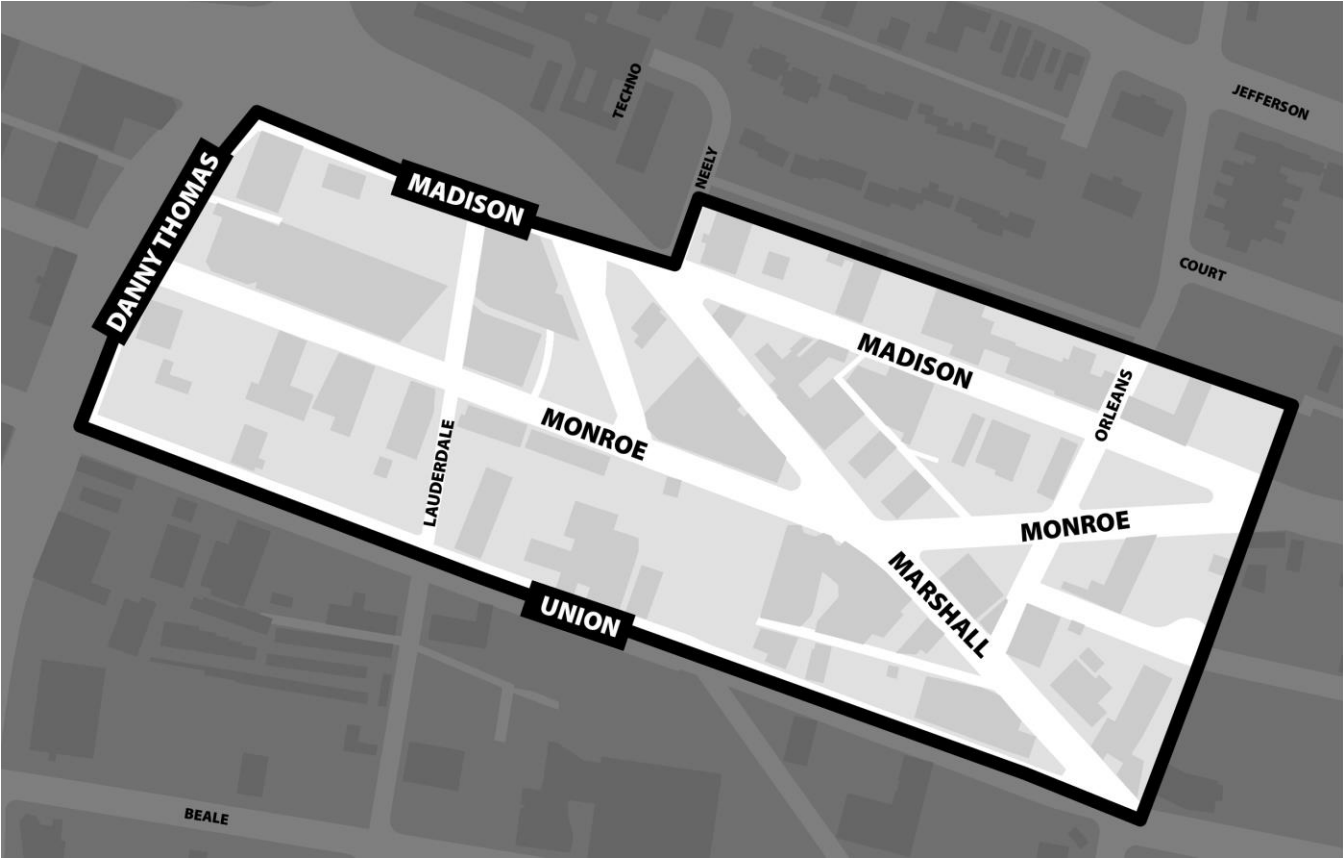 TECHNO
JEFFERSON
NEELY
DANNY THOMAS
MADISON
COURT
MADISON
ORLEANS
MONROE
LAUDERDALE
MONROE
MARSHALL
UNION
BEALE